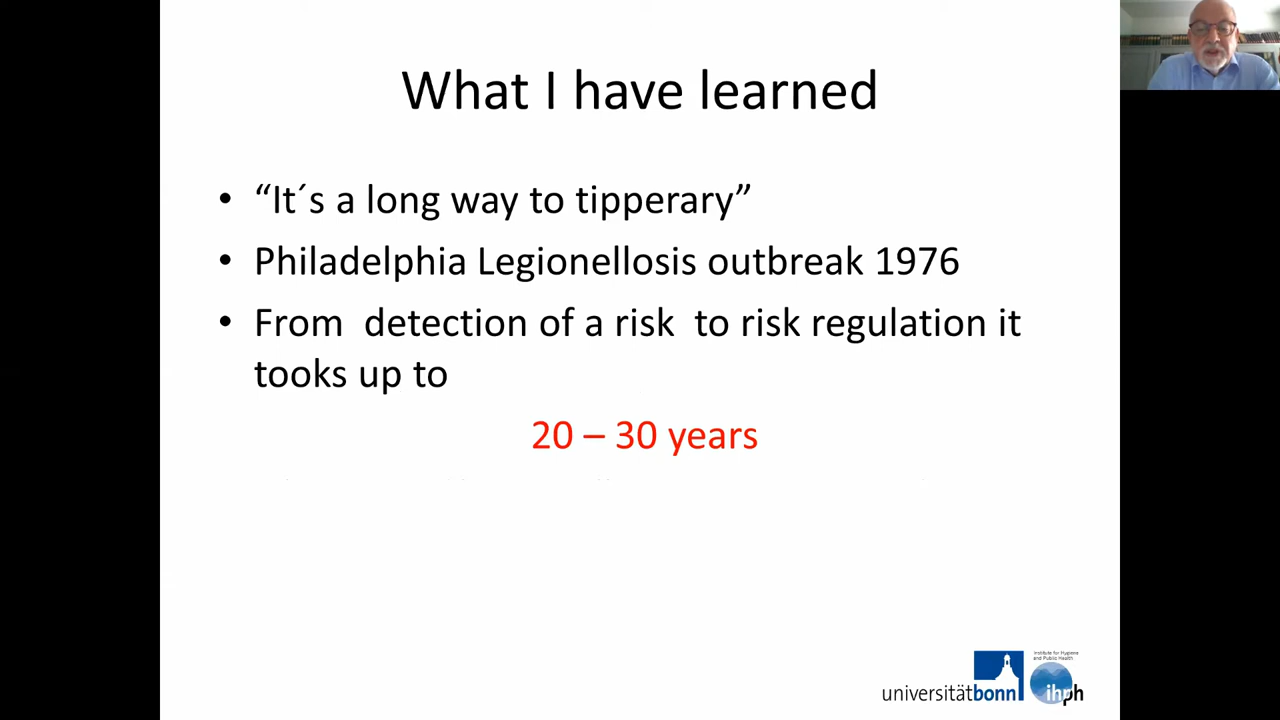 What I have learned
• “It´s a long way to tipperary”
• Philadelphia Legionellosis outbreak 1976
• From detection of a risk to risk regulation it
tooks up to
20 – 30 years
Institute for Hygiene
and Public Health
universitätbonn
ihph